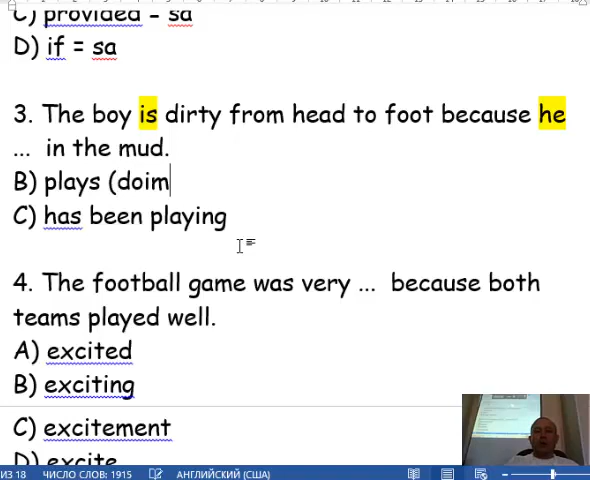 C) provided = sa
D) if = sa
3. The boy is dirty from head to foot because he
... in the mud.
B) plays (doim
C) has been playing
4. The football game was very ... because both
teams played well.
A) excited
B) exciting
C) excitement
D) excite
ИЗ 18 ЧИСЛО СЛОВ: 1915 АНГЛИЙСКИЙ (США)